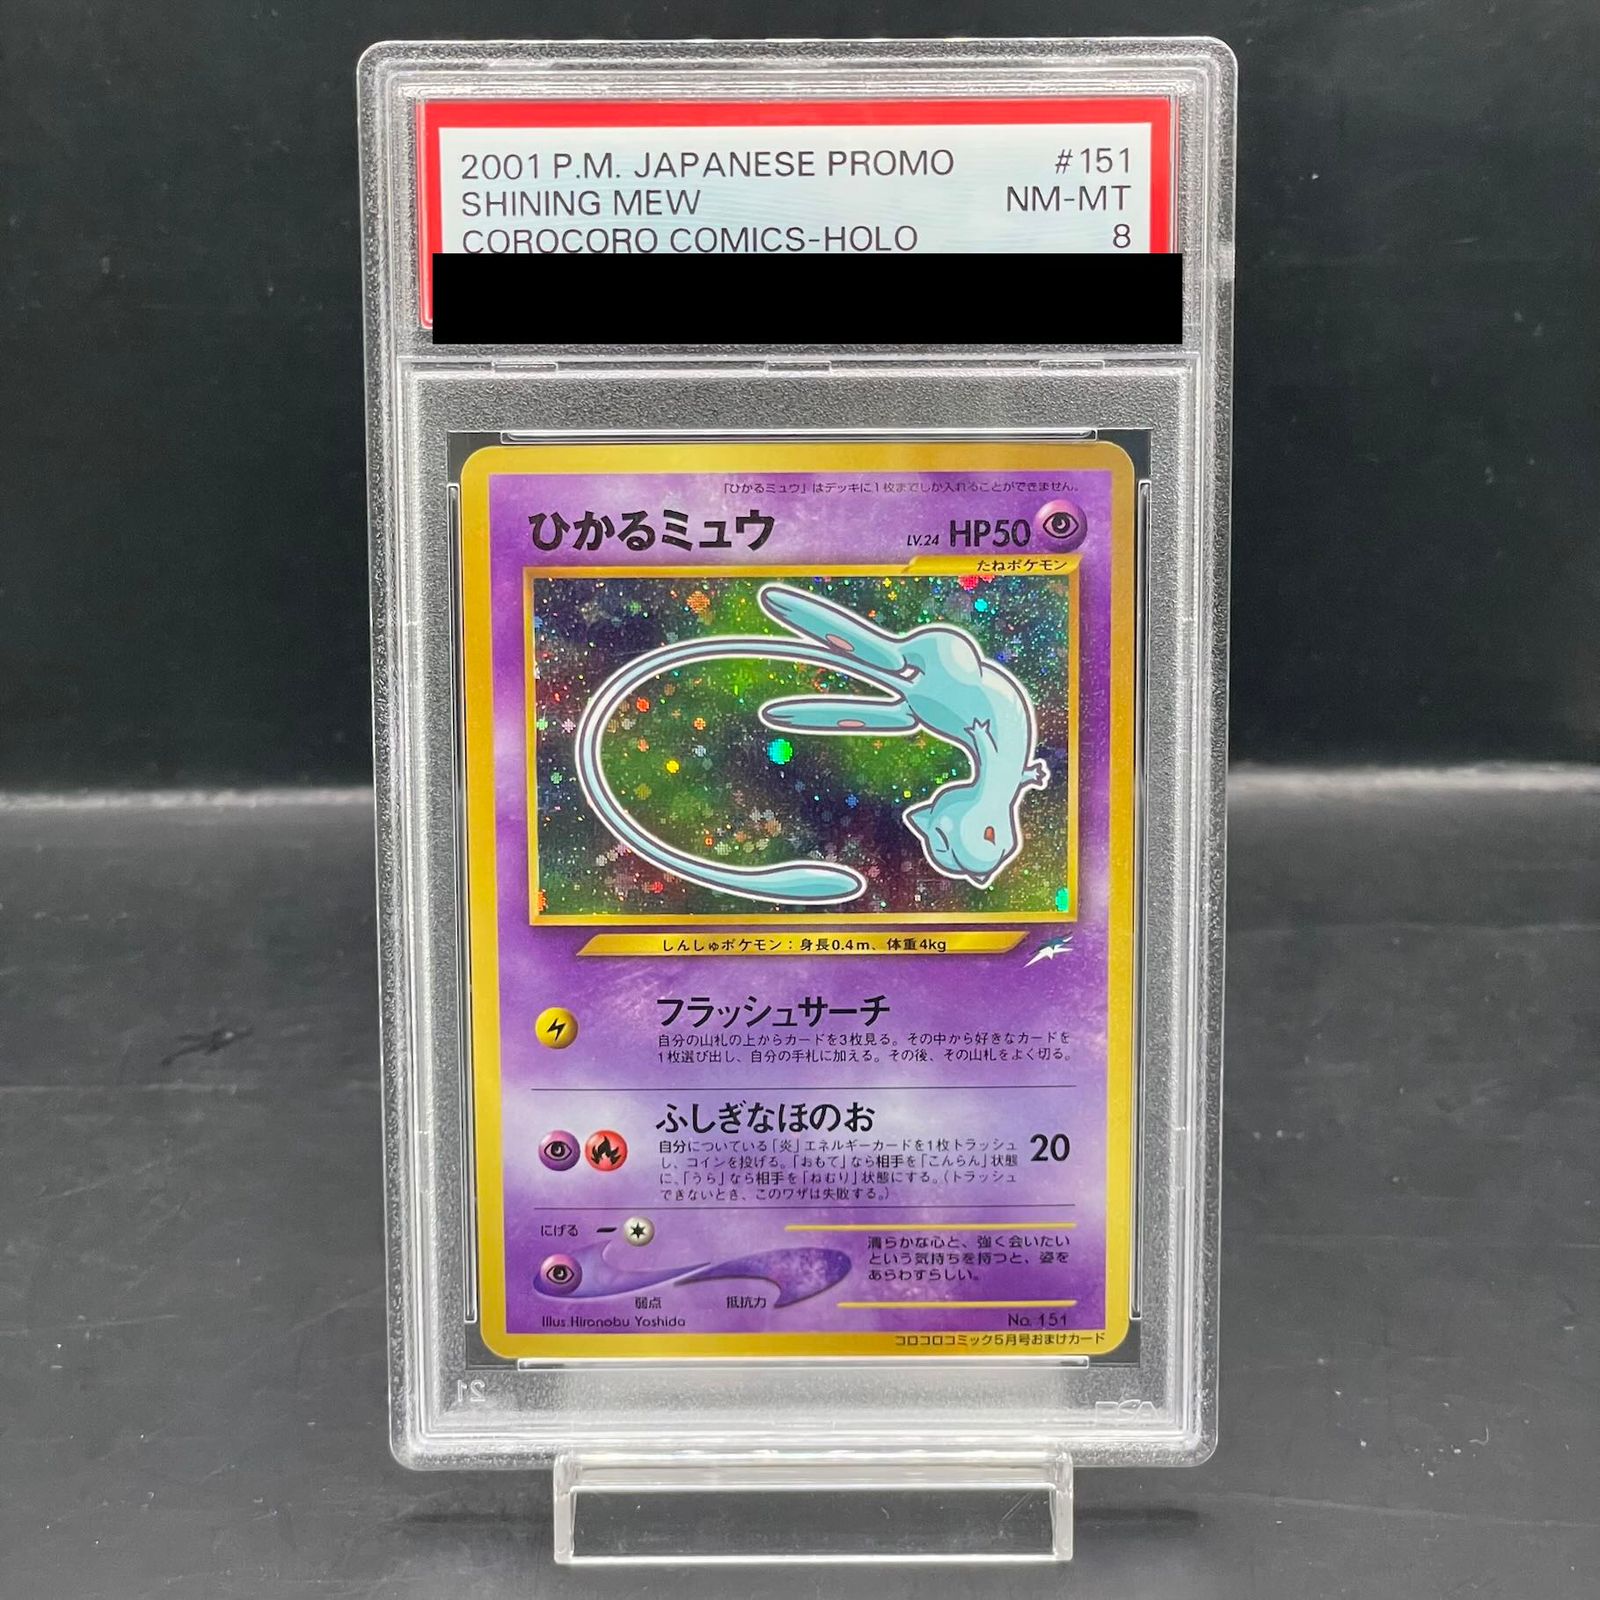 2001 P.M. JAPANESE PROMO #151
SHINING MEW NM-MT
COROCORO COMICS-HOLO 8
「ひかるミュウ」はデッキに1枚までしか入れることができません。
ひかるミュウ LV.24 HP50
たねポケモン
しんしゅポケモン：身長0.4m、体重4kg
フラッシュサーチ
自分の山札の上からカードを3枚見る。その中から好きなカードを
1枚選び出し、自分の手札に加える。その後、その山札をよく切る。
ふしぎなほのお
自分についている「炎」エネルギーカードを1枚トラッシュ
し、コインを投げる。「おもて」なら相手を「こんらん」状態
に、「うら」なら相手を「ねむり」状態にする。（トラッシュ
できないとき、このワザは失敗する。）
20
にげる
弱点 抵抗力
清らかな心と、強く会いたい
という気持ちを持つと、姿を
あらわすらしい。
Illus. Hironobu Yoshida No. 151
コロコロコミック5月号おまけカード
21 PSA